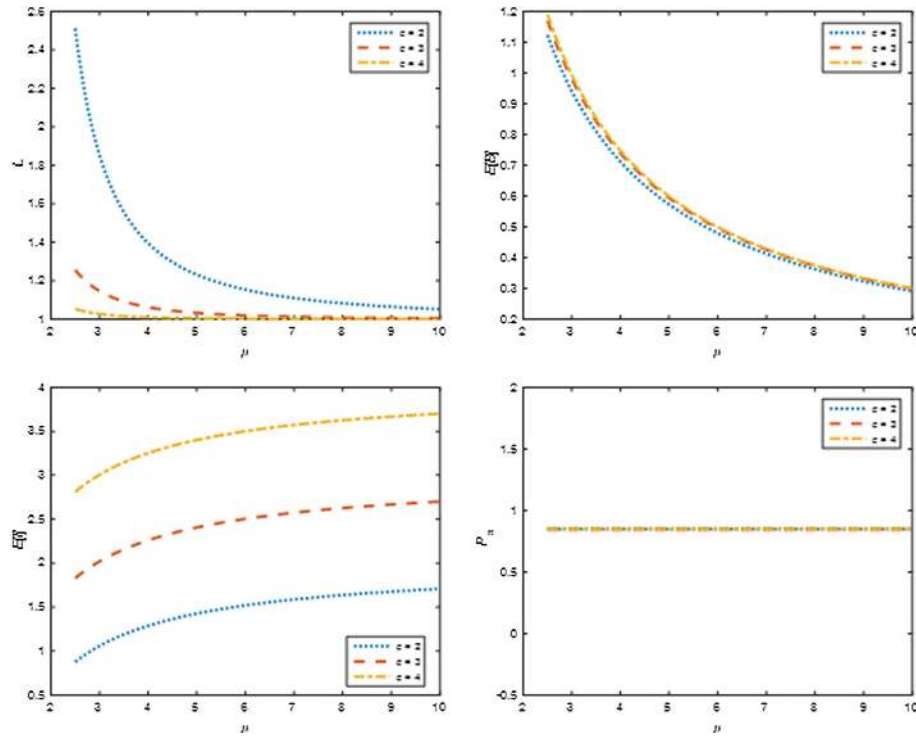 2.6
2.4
2.2
2
1.8
1.6
1.4
1.2
1
2 3 4 5 6 7 8 9 10
L
μ
c = 2
c = 3
c = 4
1.2
1.1
1
0.9
0.8
0.7
0.6
0.5
0.4
0.3
0.2
2 3 4 5 6 7 8 9 10
E[B]
μ
c = 2
c = 3
c = 4
4
3.5
3
2.5
2
1.5
1
0.5
2 3 4 5 6 7 8 9 10
E[I]
μ
c = 2
c = 3
c = 4
2
1.5
1
0.5
0
-0.5
2 3 4 5 6 7 8 9 10
P
μ
c = 2
c = 3
c = 4